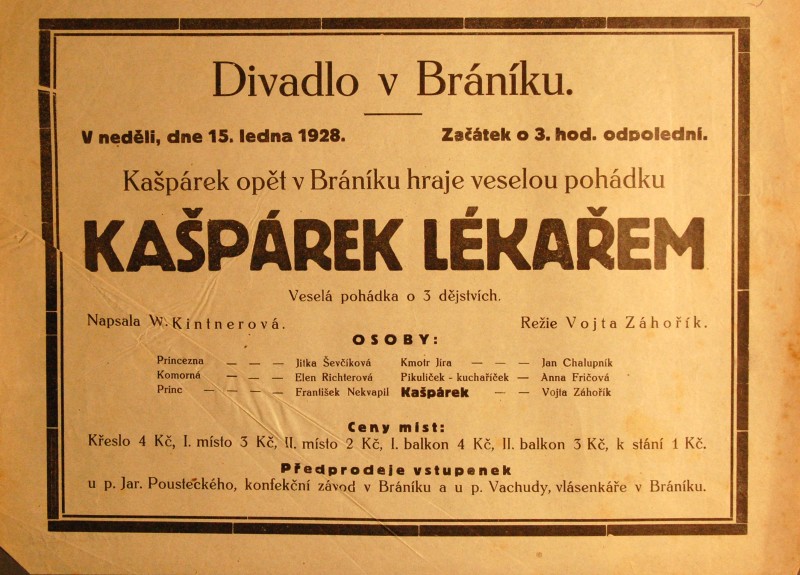 Divadlo v Bráníku.
V neděli, dne 15. ledna 1928. Začátek o 3. hod. odpolední.
Kašpárek opět v Bráníku hraje veselou pohádku
KAŠPÁREK LÉKAŘEM
Veselá pohádka o 3 dějstvích.
Napsala W. Kintnerová. Režie Vojta Záhořík.
OSOBY:
Princezna — — — Jitka Ševčíková Kmotr Jíra — — — Jan Chalupník
Komorná — — — Elen Richterová Pikulíček - kuchaříček — Anna Fričová
Princ — — — — František Nekvapil Kašpárek — — Vojta Záhořík
Ceny míst:
Křeslo 4 Kč, I. místo 3 Kč, II. místo 2 Kč, I. balkon 4 Kč, II. balkon 3 Kč, k stání 1 Kč.
Předprodeje vstupenek
u p. Jar. Pousteckého, konfekční závod v Bráníku a u p. Vachudy, vlásenkáře v Bráníku.